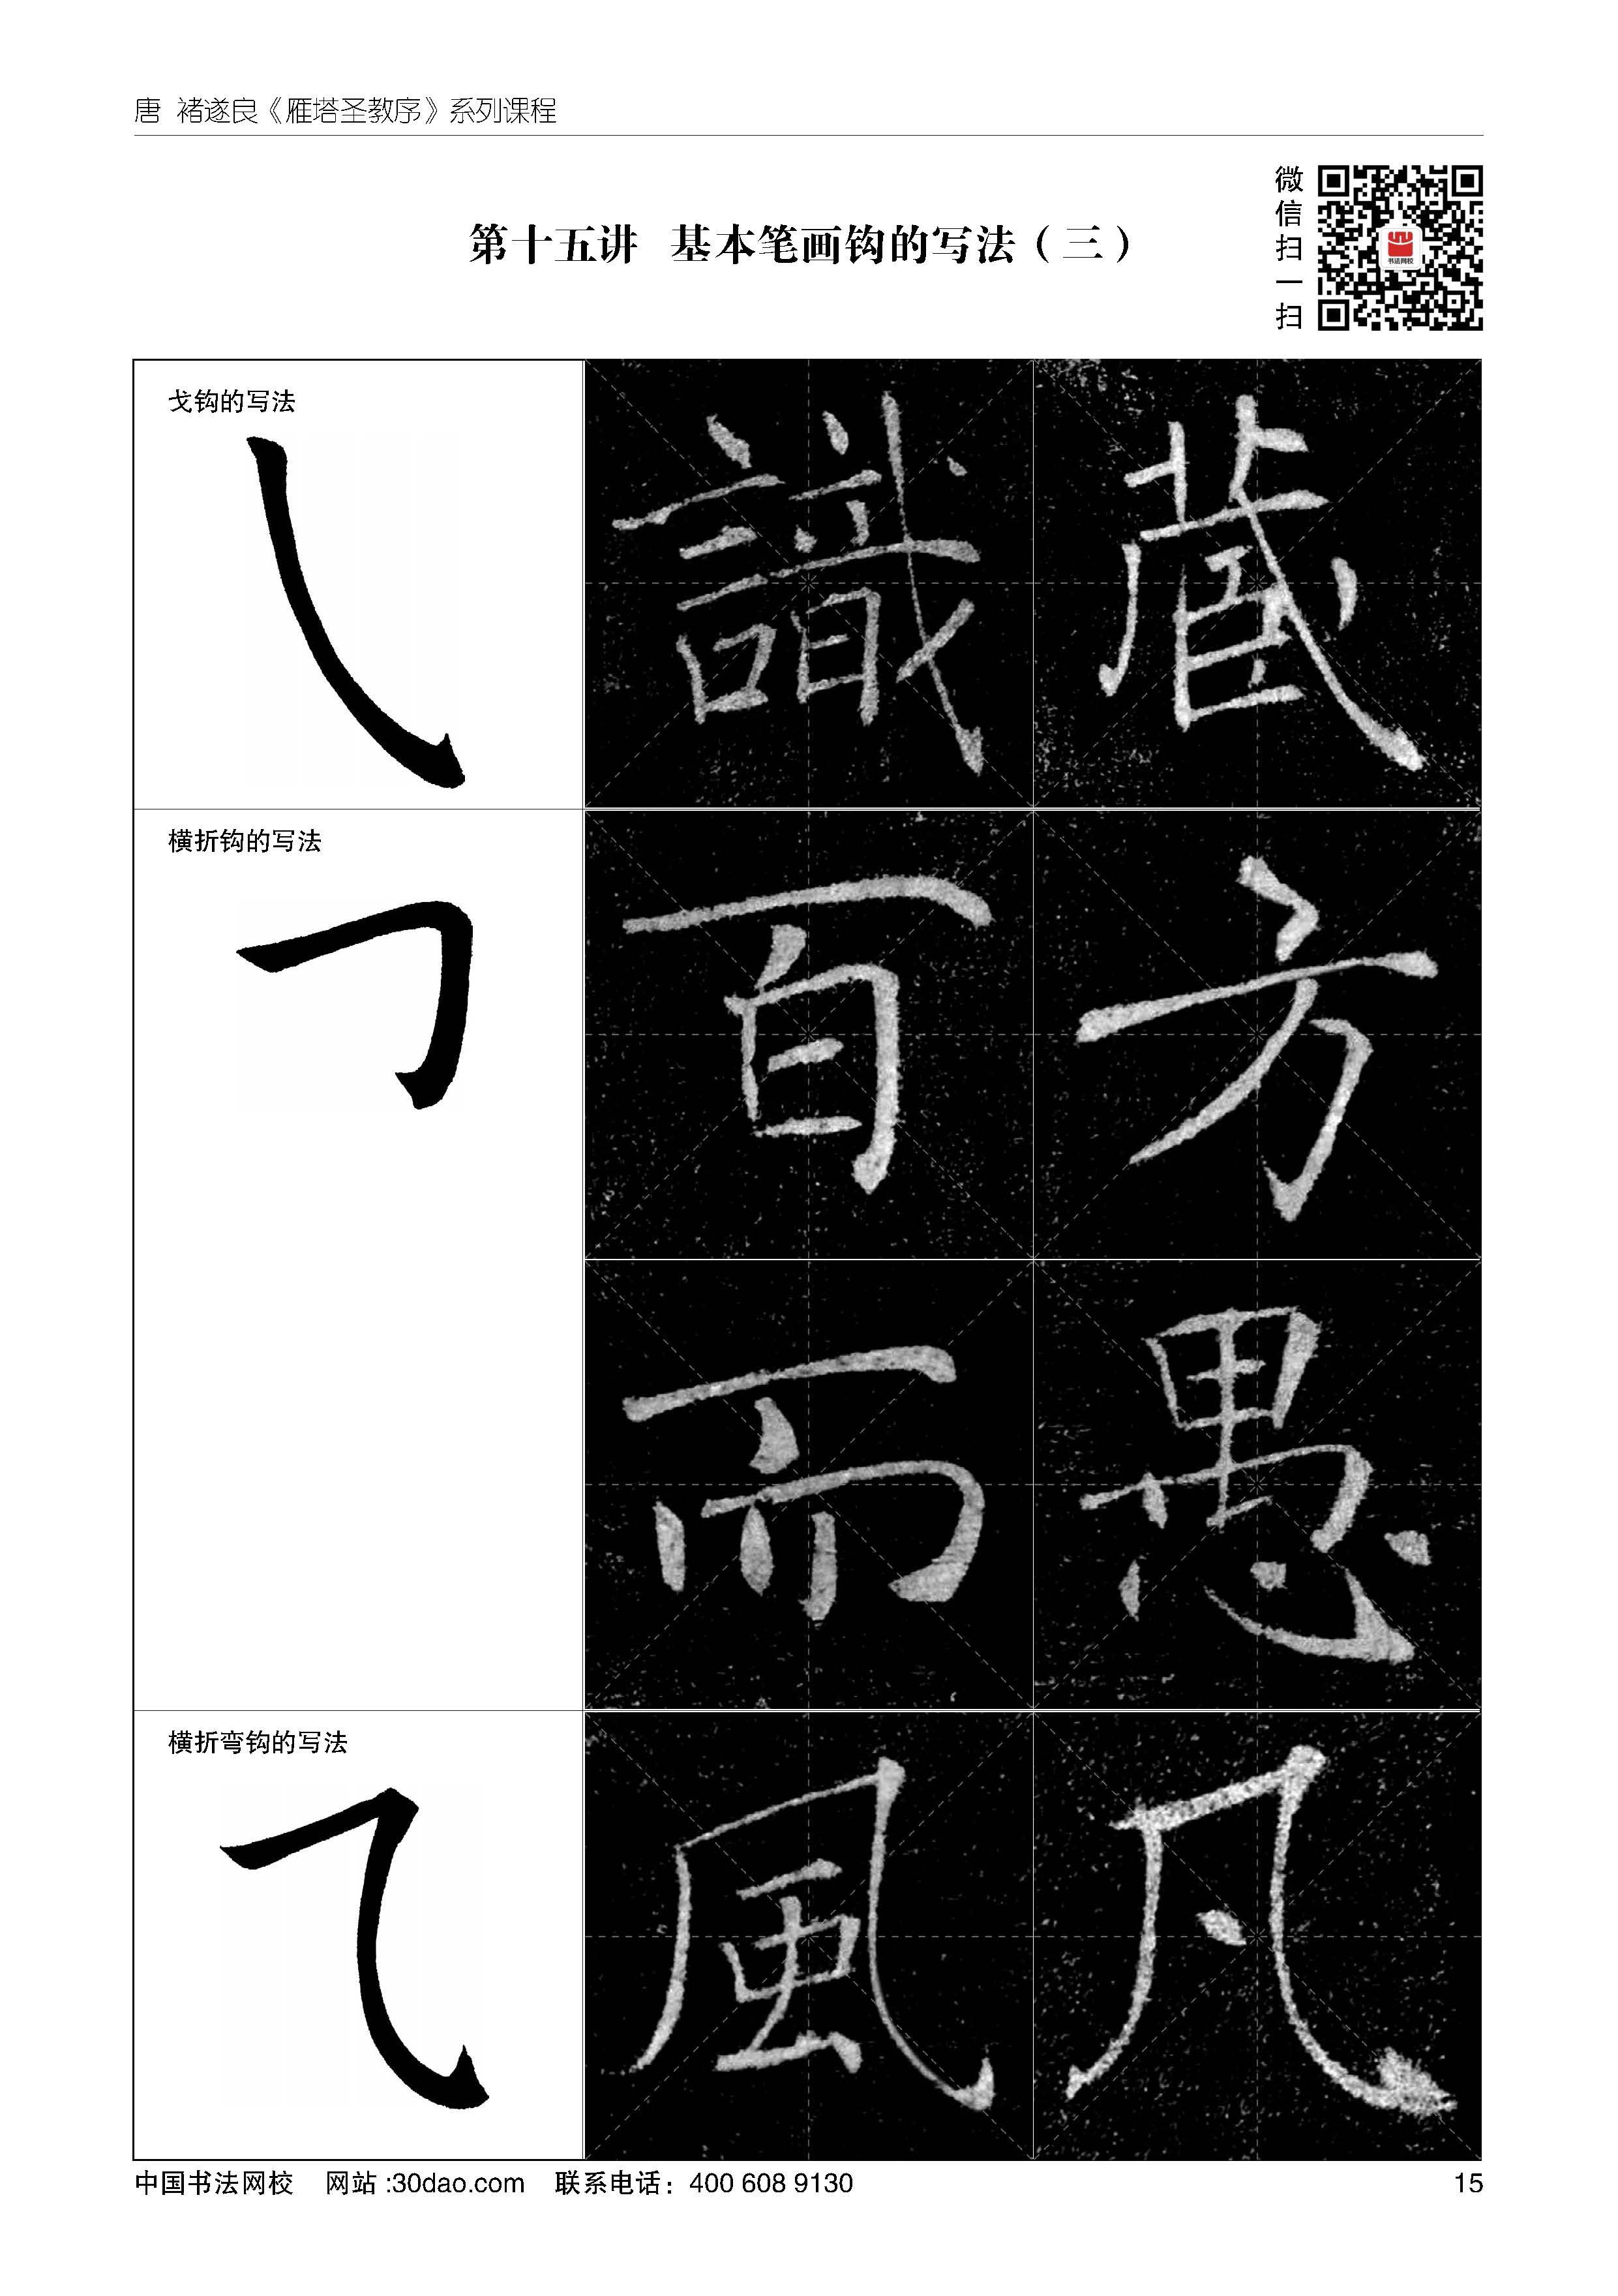 唐 褚遂良《雁塔圣教序》系列课程
第十五讲 基本笔画钩的写法（三）
微信扫一扫
书法网校
戈钩的写法
識 藏
横折钩的写法
百 方
而 愚
横折弯钩的写法
風 凡
中国书法网校 网站:30dao.com 联系电话：400 608 9130
15